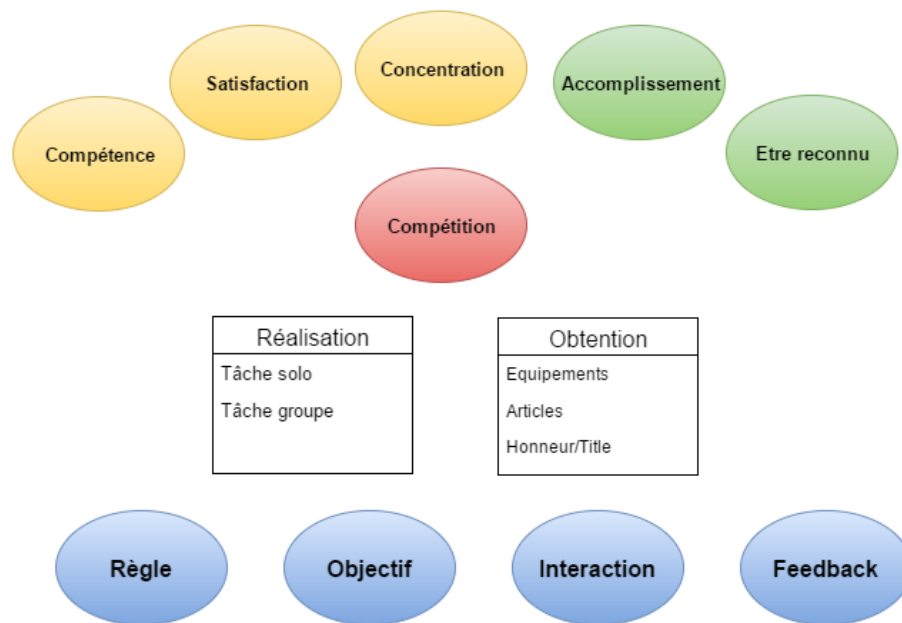 Concentration
Satisfaction
Accomplissement
Compétence
Etre reconnu
Compétition
Réalisation
Tâche solo
Tâche groupe
Obtention
Equipements
Articles
Honneur/Title
Règle
Objectif
Interaction
Feedback